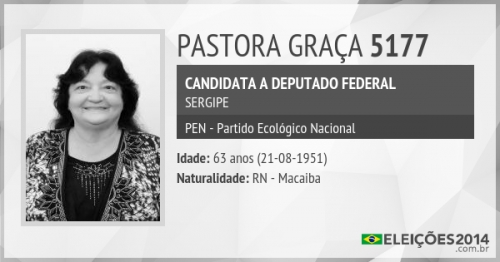 PASTORA GRAÇA 5177
CANDIDATA A DEPUTADO FEDERAL
SERGIPE
PEN - Partido Ecológico Nacional
Idade: 63 anos (21-08-1951)
Naturalidade: RN - Macaiba
ELEIÇÕES2014
.com.br